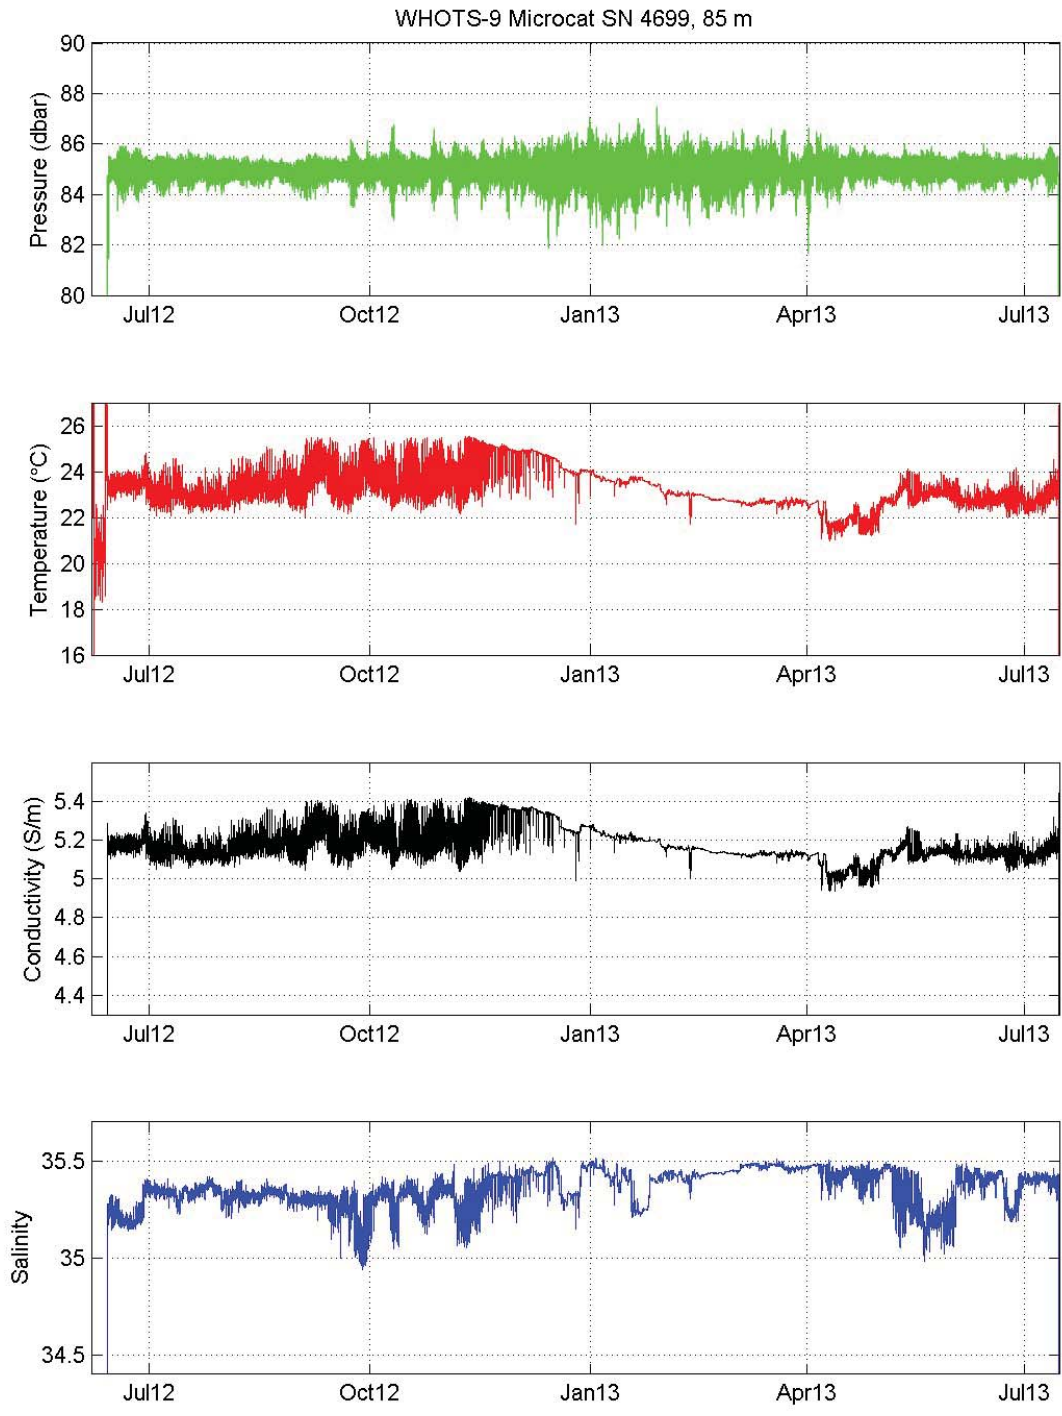 WHOTS-9 Microcat SN 4699, 85 m
90
88
86
84
82
80
Pressure (dbar)
Jul12 Oct12 Jan13 Apr13 Jul13
26
24
22
20
18
16
Temperature (°C)
Jul12 Oct12 Jan13 Apr13 Jul13
5.4
5.2
5
4.8
4.6
4.4
Conductivity (S/m)
Jul12 Oct12 Jan13 Apr13 Jul13
35.5
35
34.5
Salinity
Jul12 Oct12 Jan13 Apr13 Jul13